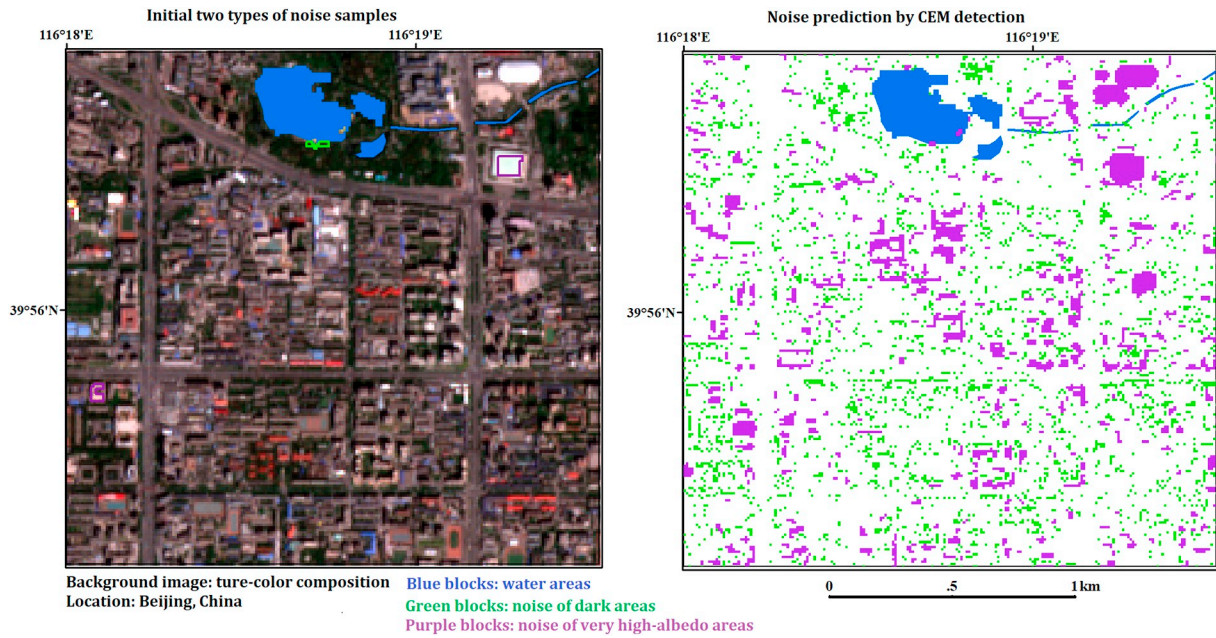 Initial two types of noise samples
Noise prediction by CEM detection
116°18'E
116°19'E
116°18'E
116°19'E
39°56'N
39°56'N
Background image: ture-color composition
Location: Beijing, China
Blue blocks: water areas
Green blocks: noise of dark areas
Purple blocks: noise of very high-albedo areas
0 .5 1km